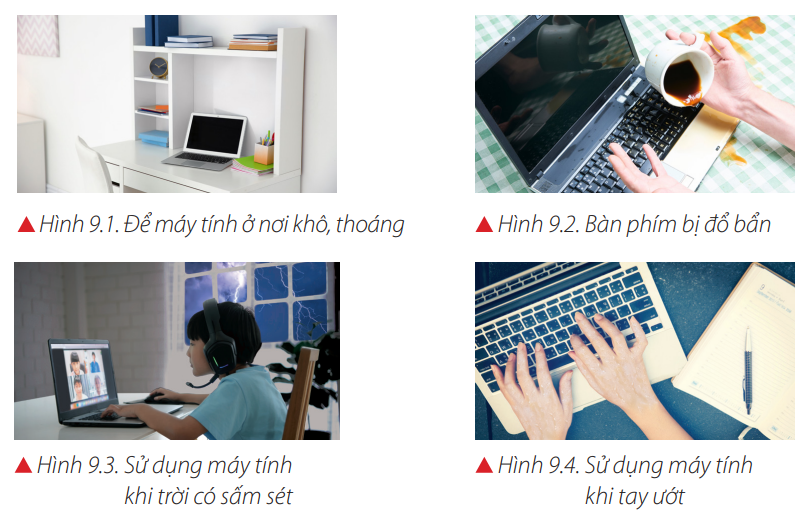 ▲ Hình 9.1. Để máy tính ở nơi khô, thoáng
▲ Hình 9.2. Bàn phím bị đổ bẩn
▲ Hình 9.3. Sử dụng máy tính
khi trời có sấm sét
▲ Hình 9.4. Sử dụng máy tính
khi tay ướt